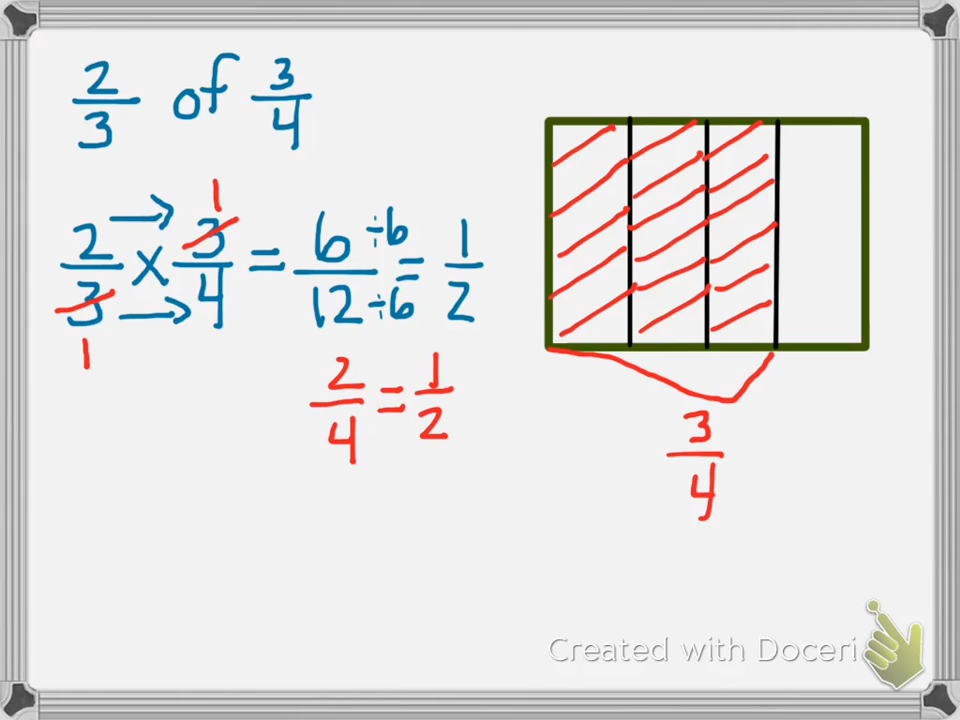 2/3 of 3/4
2/3 x 3/4 = 6/12 ÷6/÷6 = 1/2
1
1
2/4 = 1/2
3/4
Created with Doceri